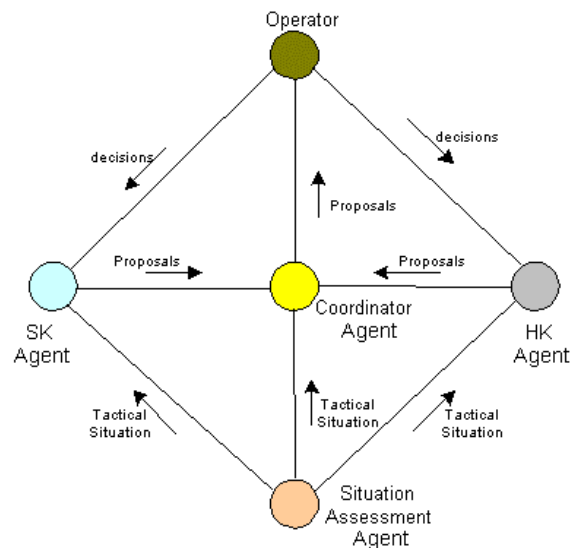 Operator
decisions
decisions
Proposals
Proposals
Proposals
SK
Agent
Coordinator
Agent
HK
Agent
Tactical
Situation
Tactical
Situation
Tactical
Situation
Situation
Assessment
Agent